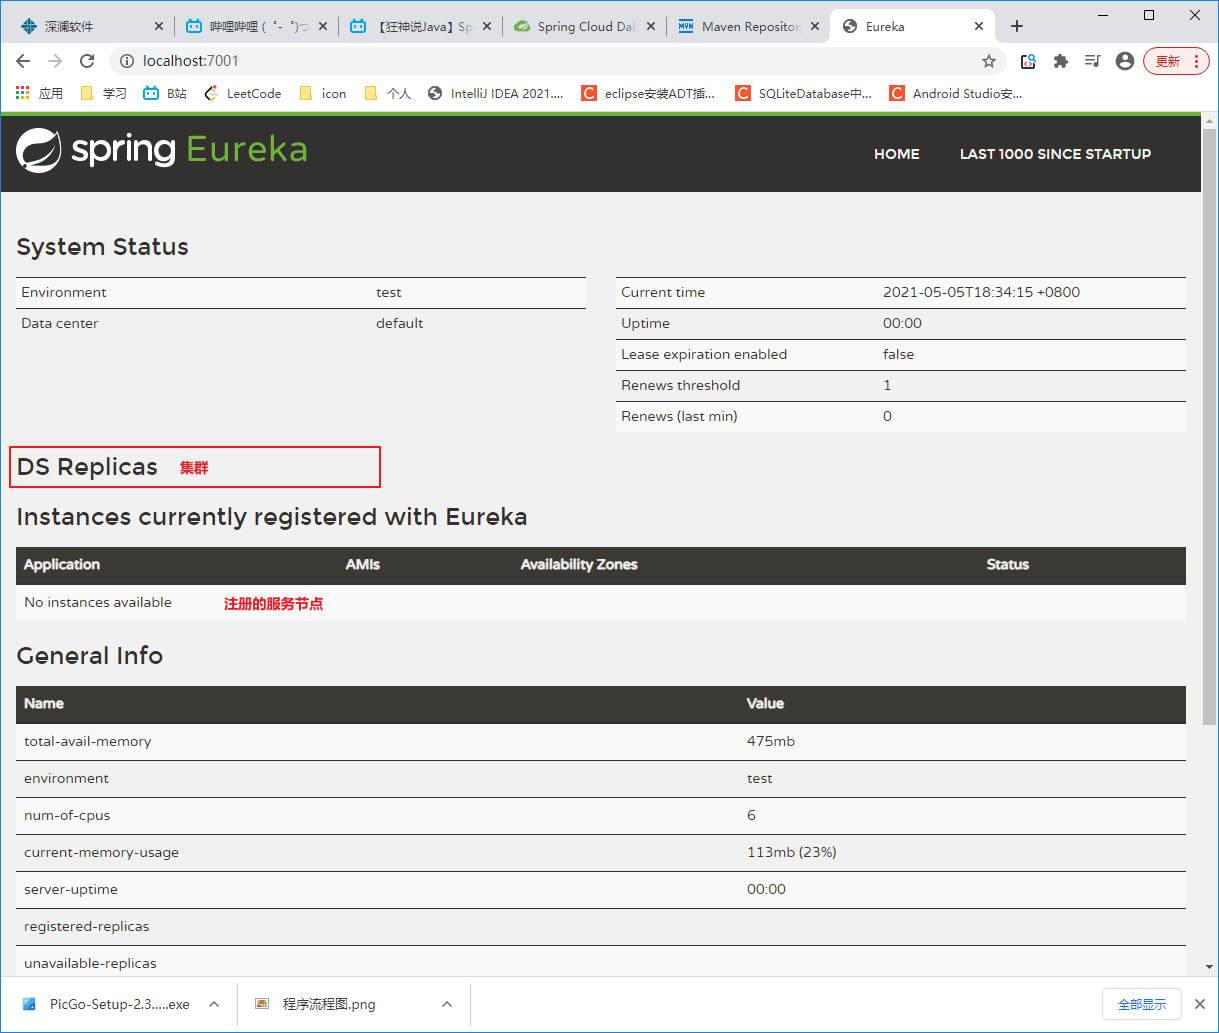 深澜软件
哔哩哔哩 ( ゜- ゜)つ
【狂神说Java】Sp
Spring Cloud Dal
Maven Repositor
Eureka
localhost:7001
更新
应用
学习
B站
LeetCode
icon
个人
IntelliJ IDEA 2021....
eclipse安装ADT插...
SQLiteDatabase中...
Android Studio安...
spring Eureka
HOME
LAST 1000 SINCE STARTUP
System Status
Environment test
Data center default
Current time 2021-05-05T18:34:15 +0800
Uptime 00:00
Lease expiration enabled false
Renews threshold 1
Renews (last min) 0
DS Replicas 集群
Instances currently registered with Eureka
Application AMIs Availability Zones Status
No instances available 注册的服务节点
General Info
Name Value
total-avail-memory 475mb
environment test
num-of-cpus 6
current-memory-usage 113mb (23%)
server-uptime 00:00
registered-replicas
unavailable-replicas
PicGo-Setup-2.3.....exe
程序流程图.png
全部显示